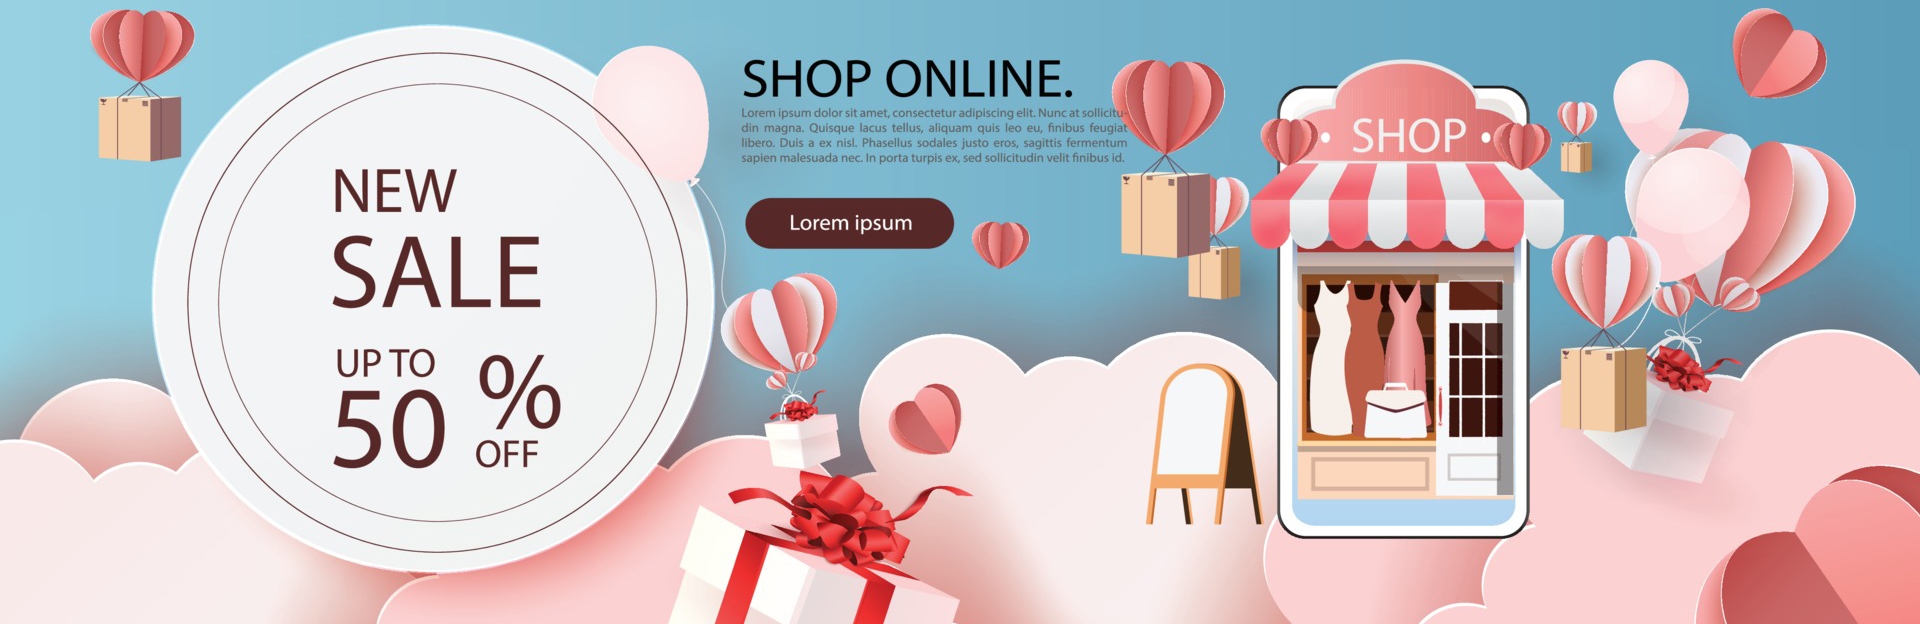 NEW
SALE
UP TO
50 %
OFF
SHOP ONLINE.
Lorem ipsum dolor sit amet, consectetur adipiscing elit. Nunc at sollicitu-
din magna. Quisque lacus tellus, aliquam quis leo eu, finibus feugiat
libero. Duis a ex nisl. Phasellus sodales justo eros, sagittis fermentum
sapien malesuada nec. In porta turpis ex, sed sollicitudin velit finibus id.
Lorem ipsum
SHOP